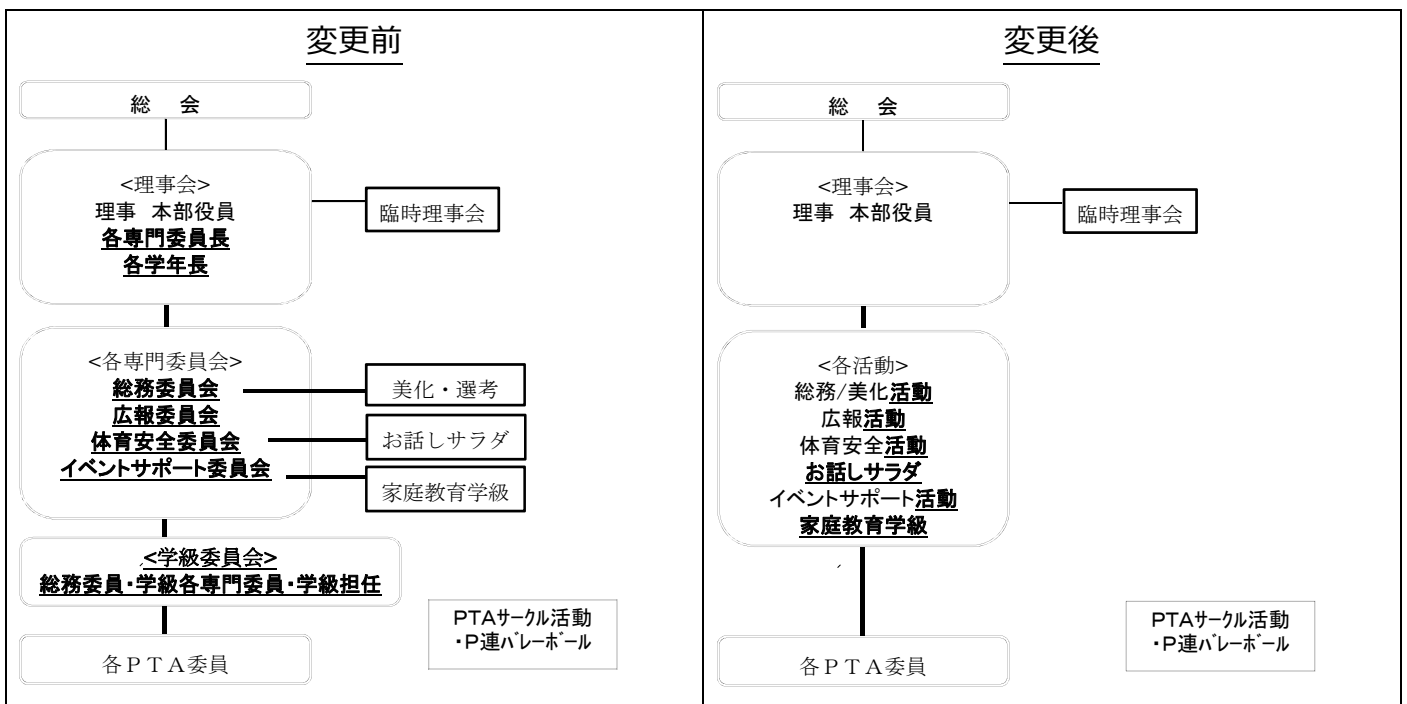 変更前
総 会
<理事会>
理事 本部役員
各専門委員長
各学年長
臨時理事会
<各専門委員会>
総務委員会
広報委員会
体育安全委員会
イベントサポート委員会
美化・選考
お話しサラダ
家庭教育学級
<学級委員会>
総務委員・学級各専門委員・学級担任
各PTA委員
PTAサークル活動
・P連バレーボール
変更後
総 会
<理事会>
理事 本部役員
臨時理事会
<各活動>
総務/美化活動
広報活動
体育安全活動
お話しサラダ
イベントサポート活動
家庭教育学級
各PTA委員
PTAサークル活動
・P連バレーボール